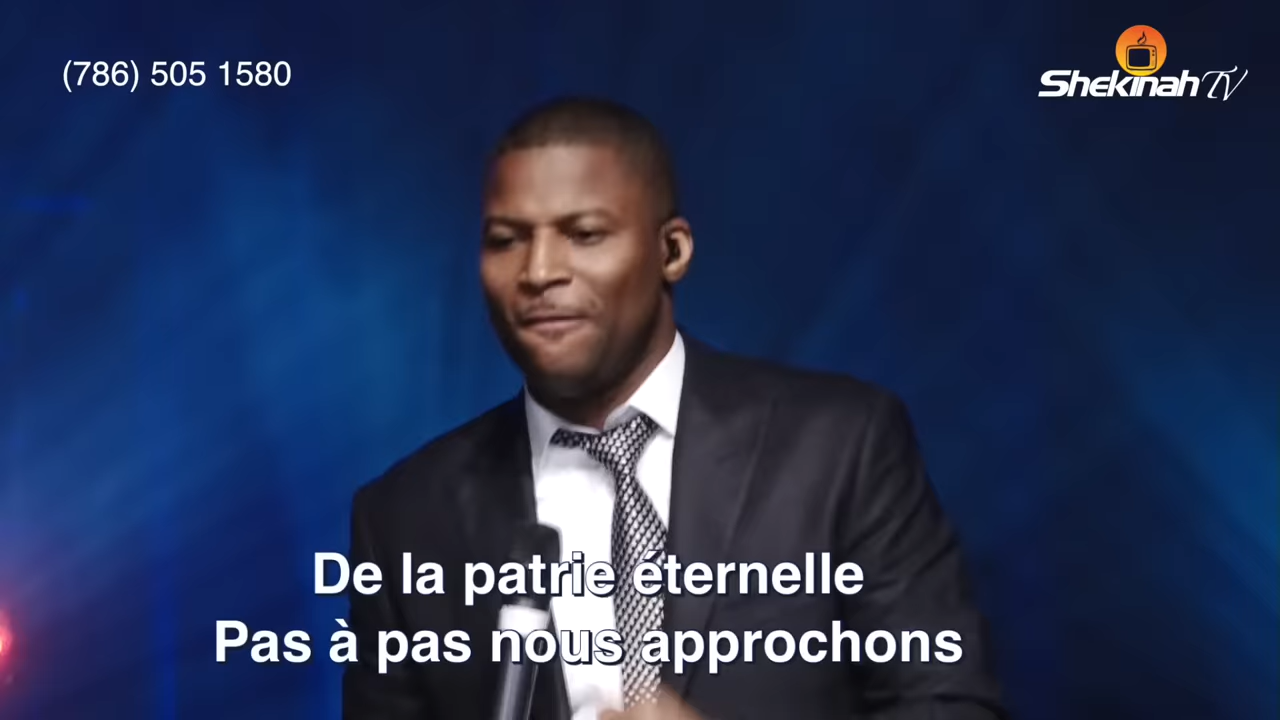 (786) 505 1580
Shekinah TV
De la patrie éternelle
Pas à pas nous approchons